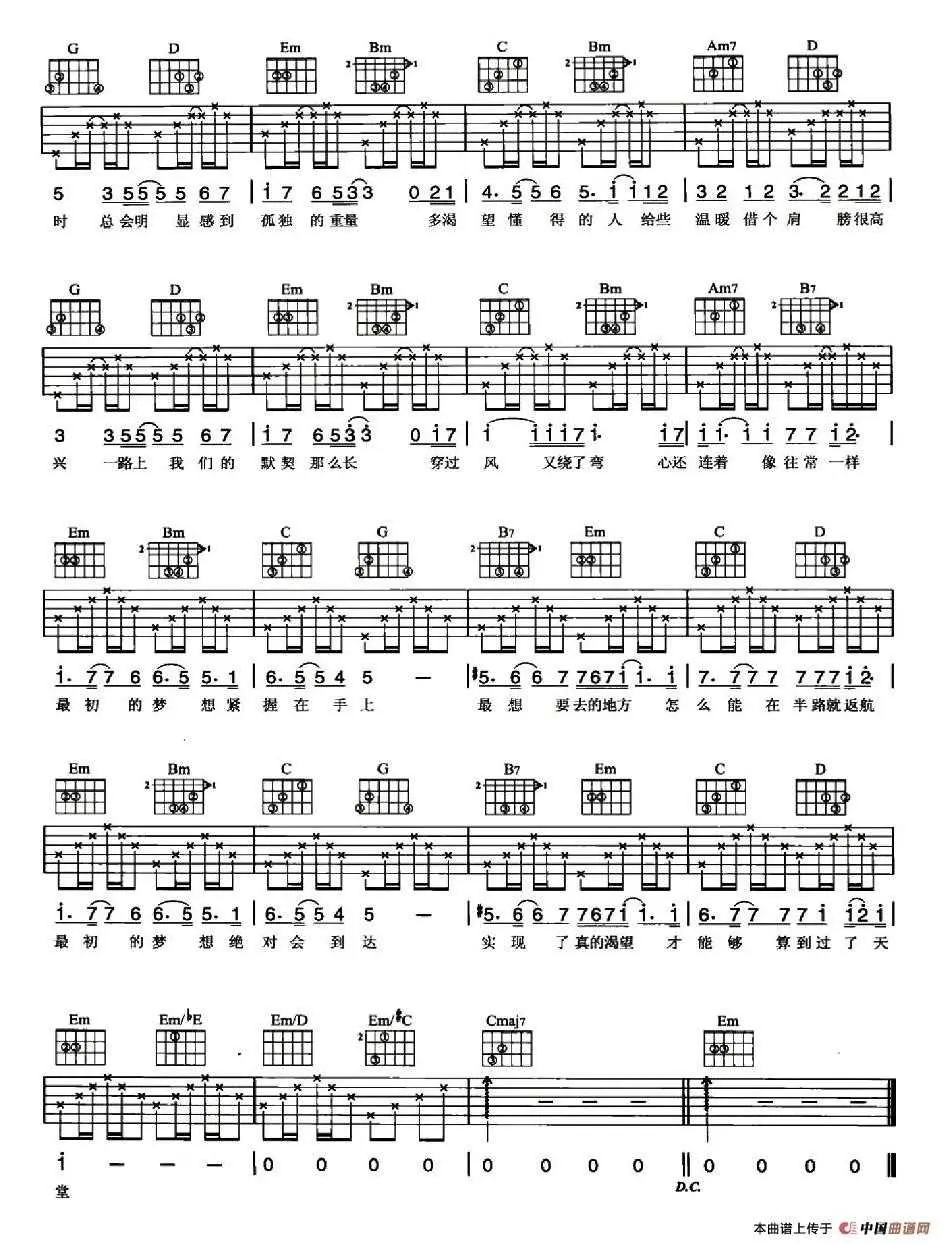 G D Em Bm C Bm Am7 D
5 3 5 5 5 5 6 7 i 7 6 5 3 3 0 2 1 4. 5 5 6 5. i i 1 2 3 2 1 2 3. 2 2 1 2
时 总会明 显感到 孤独 的重量 多渴 望懂 得的人 给些 温暖 借个肩 膀很高
G D Em Bm C Bm Am7 B7
3 3 5 5 5 5 6 7 i 7 6 5 3 3 0 i 7 i i i i 7 i. i 7 i i. i i 7 7 i 2.
兴 一路上 我们的 默契 那么长 穿过 风 又绕了弯 心还 连着 像往常一样
Em Bm C G B7 Em C D
i. 7 7 6 6. 5 5. 1 6. 5 5 4 5 — #5. 6 6 7 7 6 7 i i. i 7. 7 7 7 7 7 7 i 2.
最初 的梦 想紧 握在手上 最想 要去的地方 怎么能在 半路就返航
Em Bm C G B7 Em C D
i. 7 7 6 6. 5 5. 1 6. 5 5 4 5 — #5. 6 6 7 7 6 7 i i. i 6. 7 7 7 7 i i 2 i
最初 的梦 想绝 对会到达 实现 了真的渴望 才能够 算到过了天
Em Em/♭E Em/D Em/#C Cmaj7 Em
i — — — 0 0 0 0 0 0 0 0 0 0 0 0
堂 D.C.
本曲谱上传于 中国曲谱网